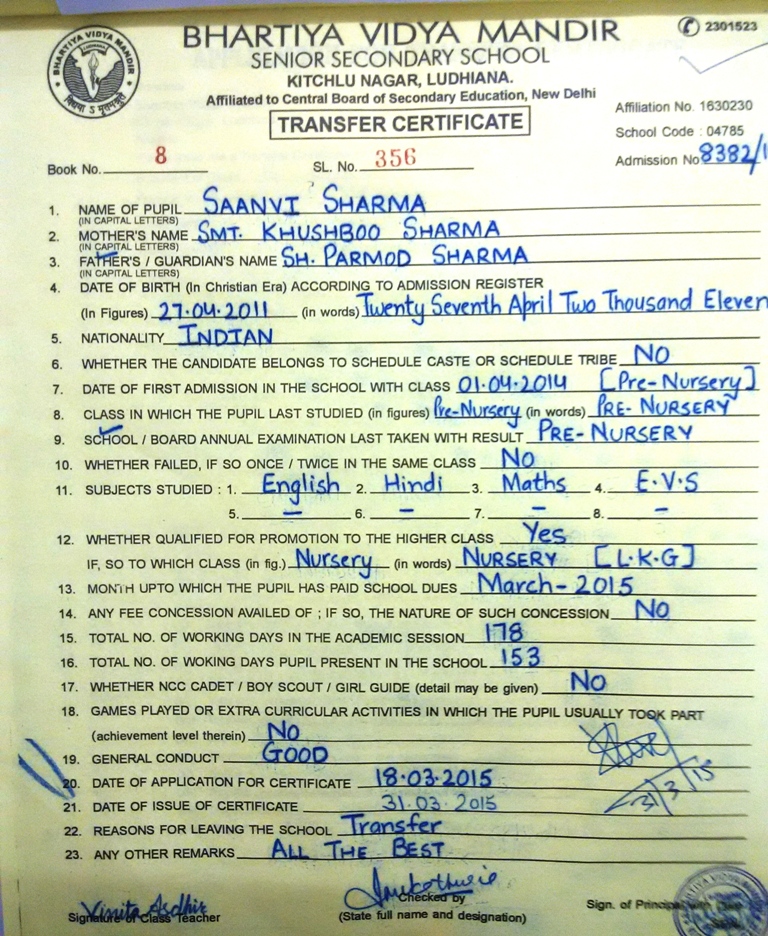 BHARTIYA VIDYA MANDIR
2301523
SENIOR SECONDARY SCHOOL
KITCHLU NAGAR, LUDHIANA.
Affiliated to Central Board of Secondary Education, New Delhi
Affiliation No. 1630230
TRANSFER CERTIFICATE
School Code : 04785
Book No. 8 SL. No. 356 Admission No 8382/1
1. NAME OF PUPIL SAANVI SHARMA
(IN CAPITAL LETTERS)
2. MOTHER'S NAME SMT. KHUSHBOO SHARMA
(IN CAPITAL LETTERS)
3. FATHER'S / GUARDIAN'S NAME SH. PARMOD SHARMA
(IN CAPITAL LETTERS)
4. DATE OF BIRTH (In Christian Era) ACCORDING TO ADMISSION REGISTER
(In Figures) 27.04.2011 (in words) Twenty Seventh April Two Thousand Eleven
5. NATIONALITY INDIAN
6. WHETHER THE CANDIDATE BELONGS TO SCHEDULE CASTE OR SCHEDULE TRIBE NO
7. DATE OF FIRST ADMISSION IN THE SCHOOL WITH CLASS 01.04.2014 [Pre-Nursery]
8. CLASS IN WHICH THE PUPIL LAST STUDIED (in figures) Pre-Nursery (in words) PRE-NURSERY
9. SCHOOL / BOARD ANNUAL EXAMINATION LAST TAKEN WITH RESULT PRE-NURSERY
10. WHETHER FAILED, IF SO ONCE / TWICE IN THE SAME CLASS NO
11. SUBJECTS STUDIED : 1. English 2. Hindi 3. Maths 4. E.V.S
5. — 6. — 7. — 8. —
12. WHETHER QUALIFIED FOR PROMOTION TO THE HIGHER CLASS Yes
IF, SO TO WHICH CLASS (in fig.) Nursery (in words) NURSERY [L.K.G]
13. MONTH UPTO WHICH THE PUPIL HAS PAID SCHOOL DUES March-2015
14. ANY FEE CONCESSION AVAILED OF ; IF SO, THE NATURE OF SUCH CONCESSION NO
15. TOTAL NO. OF WORKING DAYS IN THE ACADEMIC SESSION 178
16. TOTAL NO. OF WOKING DAYS PUPIL PRESENT IN THE SCHOOL 153
17. WHETHER NCC CADET / BOY SCOUT / GIRL GUIDE (detail may be given) NO
18. GAMES PLAYED OR EXTRA CURRICULAR ACTIVITIES IN WHICH THE PUPIL USUALLY TOOK PART
(achievement level therein) NO
19. GENERAL CONDUCT GOOD
20. DATE OF APPLICATION FOR CERTIFICATE 18.03.2015
31/3/15
21. DATE OF ISSUE OF CERTIFICATE 31.03.2015
22. REASONS FOR LEAVING THE SCHOOL Transfer
23. ANY OTHER REMARKS ALL THE BEST
Vinita
Signature of Class Teacher
Checked by
(State full name and designation)
Sign. of Principal
BHARTIYA VIDYA